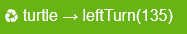 ♻ turtle → leftTurn(135)